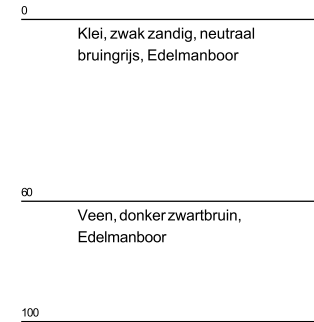 0
Klei, zwak zandig, neutraal
bruingrijs, Edelmanboor
60
Veen, donker zwartbruin,
Edelmanboor
100